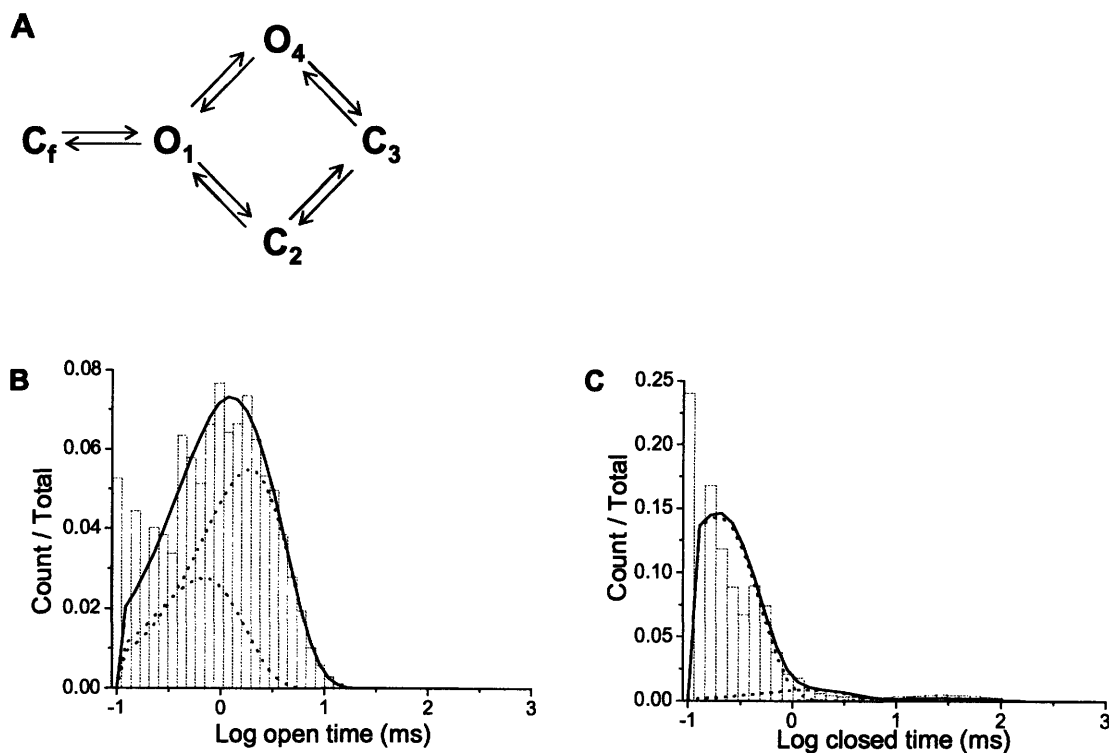 A
O4
Cf
O1
C3
C2
B
0.08
0.06
0.04
0.02
0.00
Count / Total
-1
0
1
2
3
Log open time (ms)
C
0.25
0.20
0.15
0.10
0.05
0.00
Count / Total
-1
0
1
2
3
Log closed time (ms)